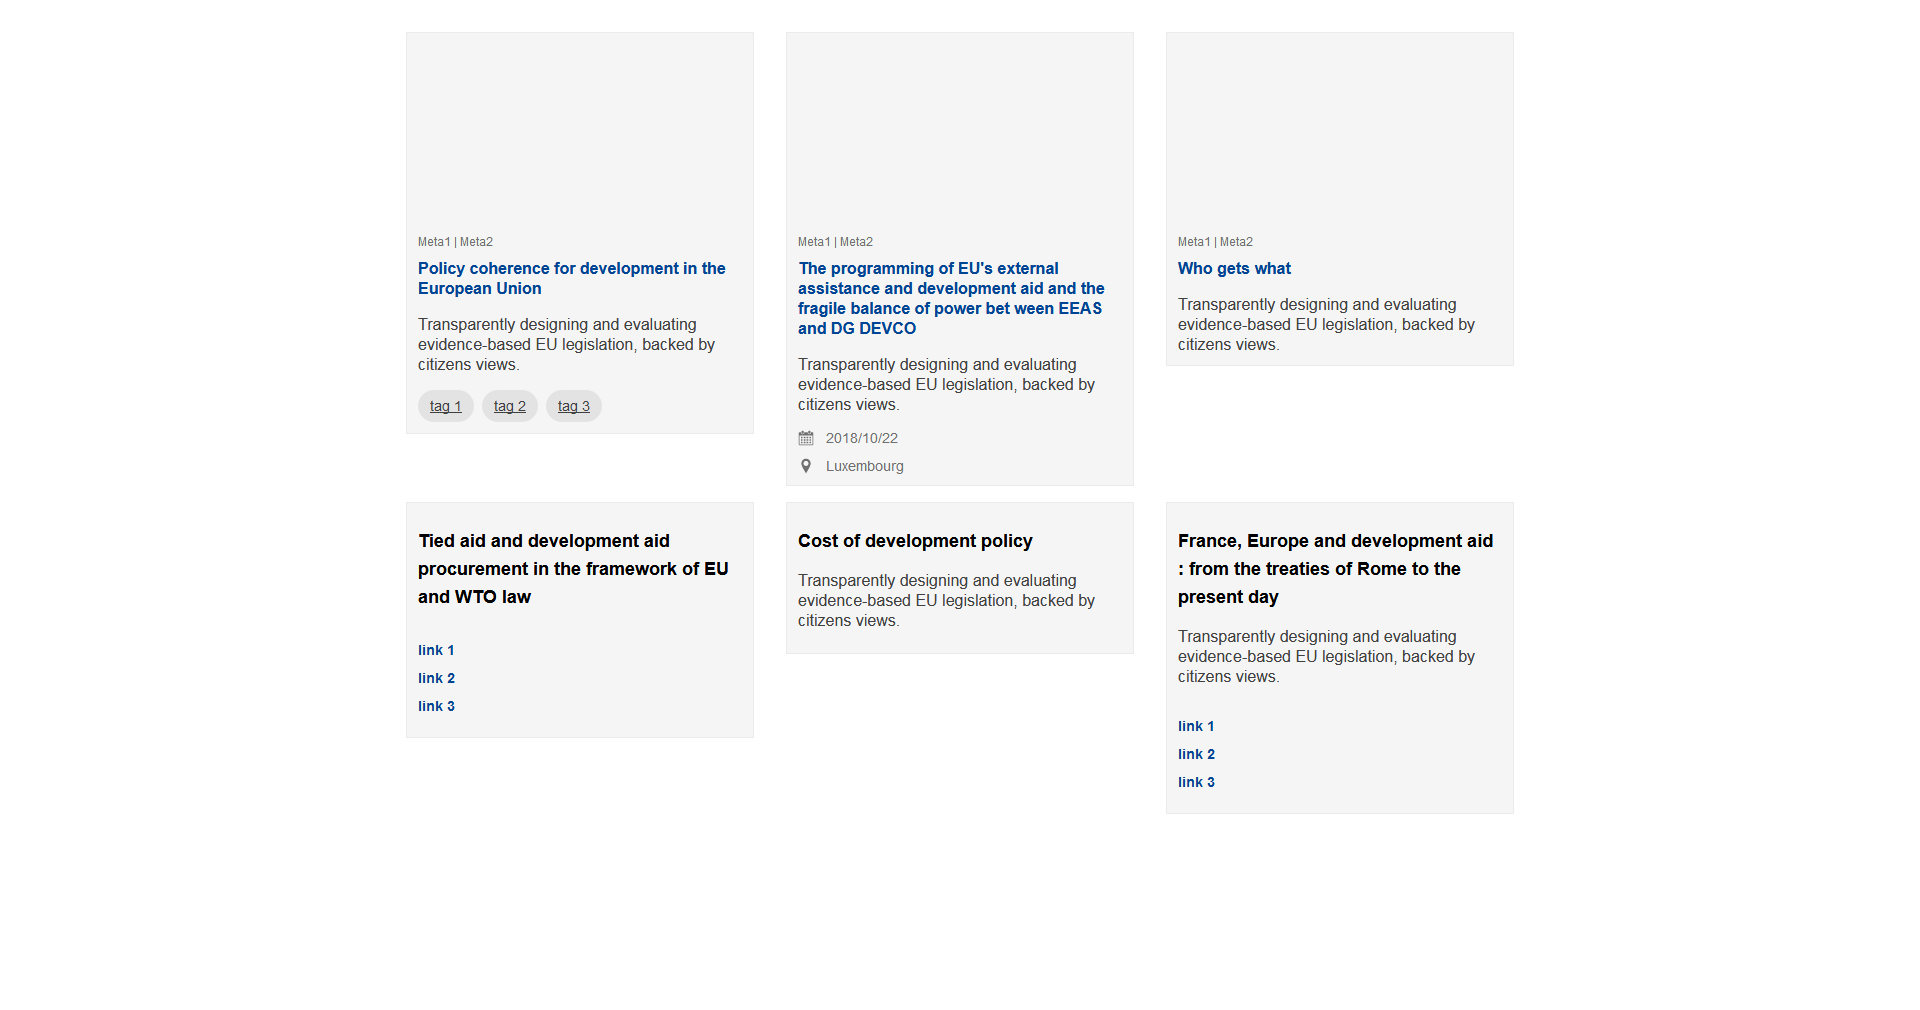 Meta1 | Meta2
Policy coherence for development in the
European Union
Transparently designing and evaluating
evidence-based EU legislation, backed by
citizens views.
tag 1
tag 2
tag 3
Meta1 | Meta2
The programming of EU's external
assistance and development aid and the
fragile balance of power bet ween EEAS
and DG DEVCO
Transparently designing and evaluating
evidence-based EU legislation, backed by
citizens views.
2018/10/22
Luxembourg
Meta1 | Meta2
Who gets what
Transparently designing and evaluating
evidence-based EU legislation, backed by
citizens views.
Tied aid and development aid
procurement in the framework of EU
and WTO law
link 1
link 2
link 3
Cost of development policy
Transparently designing and evaluating
evidence-based EU legislation, backed by
citizens views.
France, Europe and development aid
: from the treaties of Rome to the
present day
Transparently designing and evaluating
evidence-based EU legislation, backed by
citizens views.
link 1
link 2
link 3